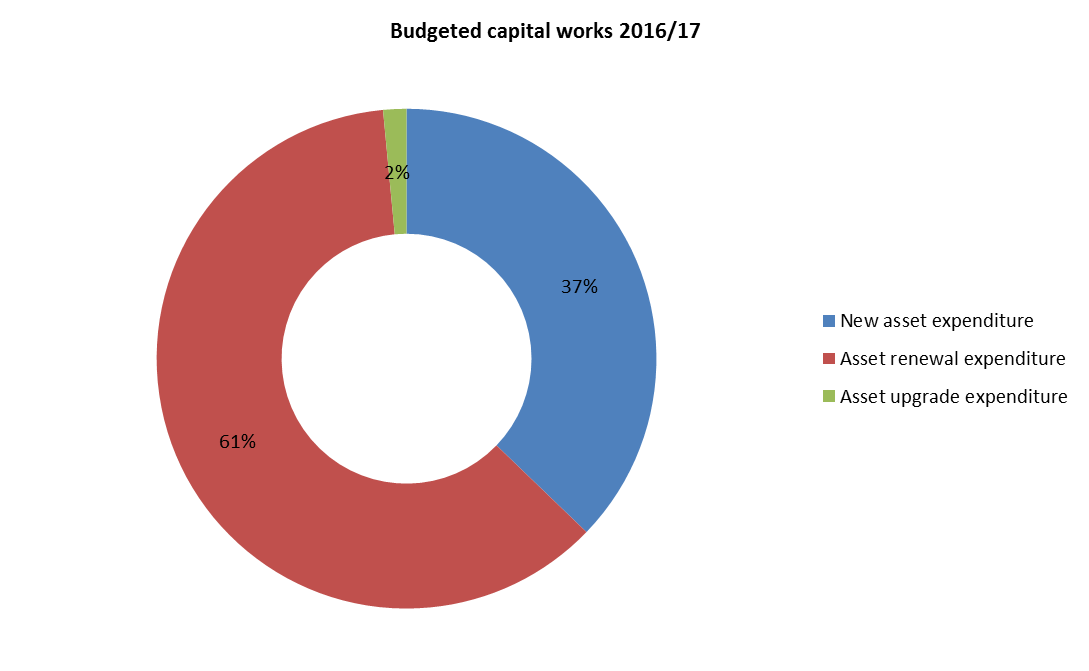 Budgeted capital works 2016/17
2%
37%
61%
New asset expenditure
Asset renewal expenditure
Asset upgrade expenditure